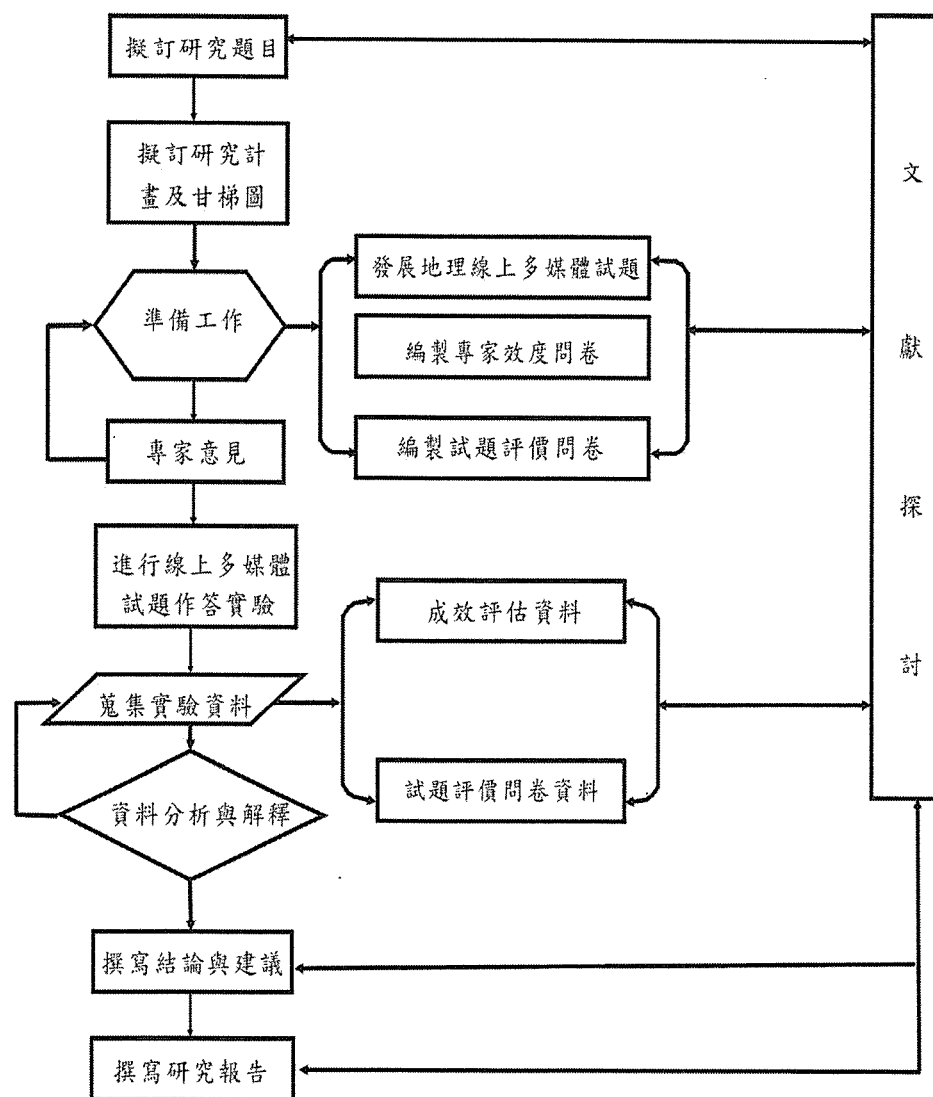 擬訂研究題目
擬訂研究計
畫及甘梯圖
準備工作
專家意見
進行線上多媒體
試題作答實驗
蒐集實驗資料
資料分析與解釋
撰寫結論與建議
撰寫研究報告
發展地理線上多媒體試題
編製專家效度問卷
編製試題評價問卷
成效評估資料
試題評價問卷資料
文
獻
探
討